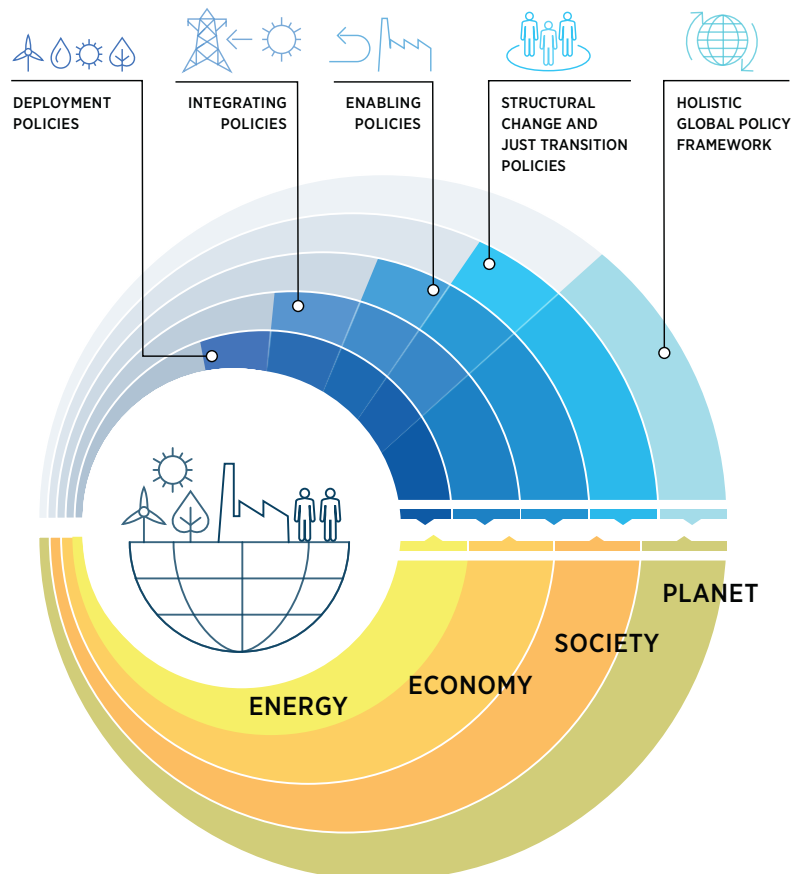 DEPLOYMENT
POLICIES
INTEGRATING
POLICIES
ENABLING
POLICIES
STRUCTURAL
CHANGE AND
JUST TRANSITION
POLICIES
HOLISTIC
GLOBAL POLICY
FRAMEWORK
PLANET
SOCIETY
ECONOMY
ENERGY